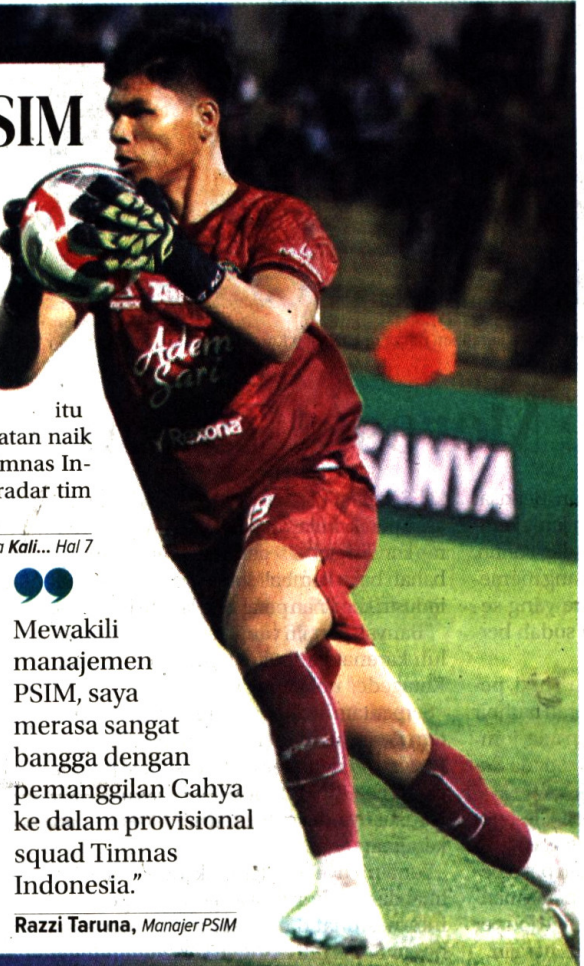 SIM
Adem
Sari
Rexona
SANYA
itu
atan naik
mnas In-
radar tim
Kali... Hal 7
Mewakili
manajemen
PSIM, saya
merasa sangat
bangga dengan
pemanggilan Cahya
ke dalam provisional
squad Timnas
Indonesia."
Razzi Taruna, Manajer PSIM